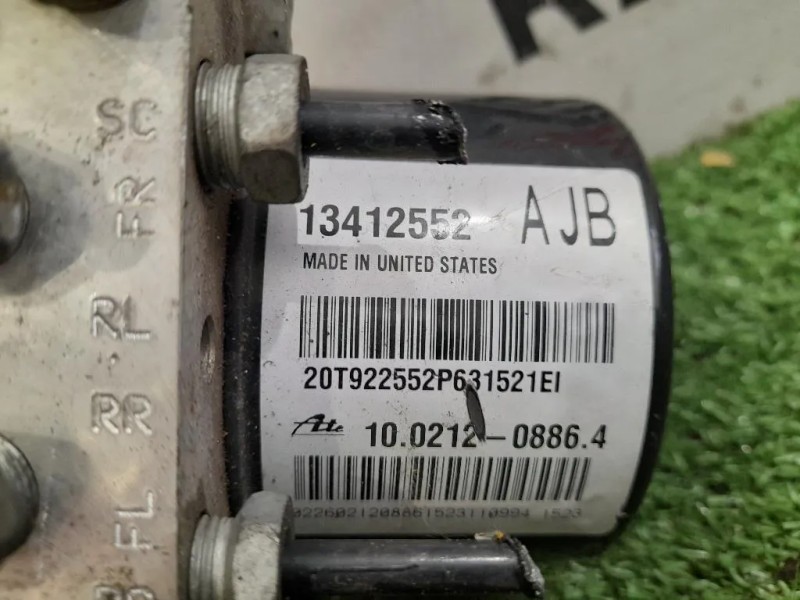 SC
FR
RL
RR
FL
13412552 AJB
MADE IN UNITED STATES
20T922552P631521EI
Ate 10.0212-0886.4